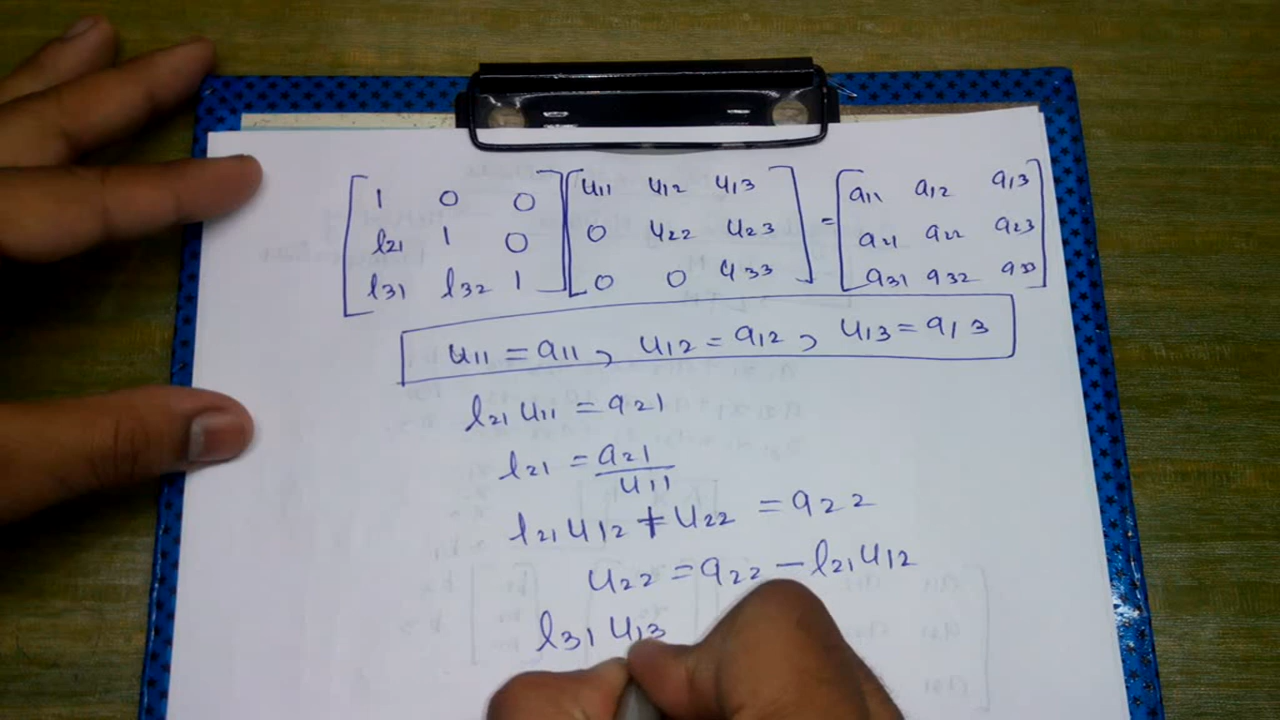 [1 0 0] [u11 u12 u13] = [a11 a12 a13]
[l21 1 0] [0 u22 u23] [a21 a22 a23]
[l31 l32 1] [0 0 u33] [a31 a32 a33]
u11 = a11, u12 = a12, u13 = a13
l21 u11 = a21
l21 = a21
u11
l21 u12 + u22 = a22
u22 = a22 - l21 u12
l31 u13